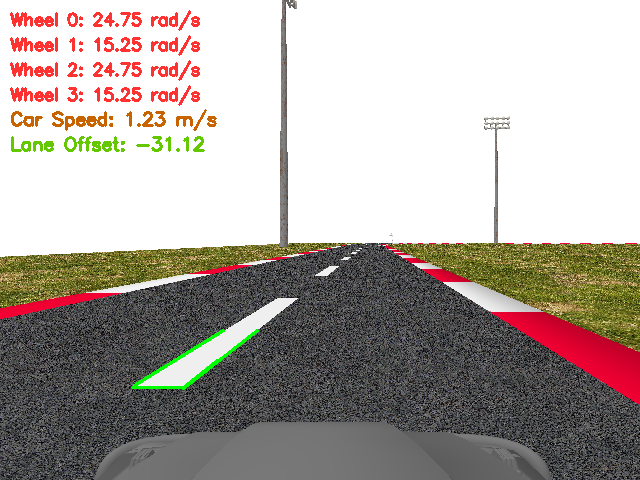 Wheel 0: 24.75 rad/s
Wheel 1: 15.25 rad/s
Wheel 2: 24.75 rad/s
Wheel 3: 15.25 rad/s
Car Speed: 1.23 m/s
Lane Offset: -31.12